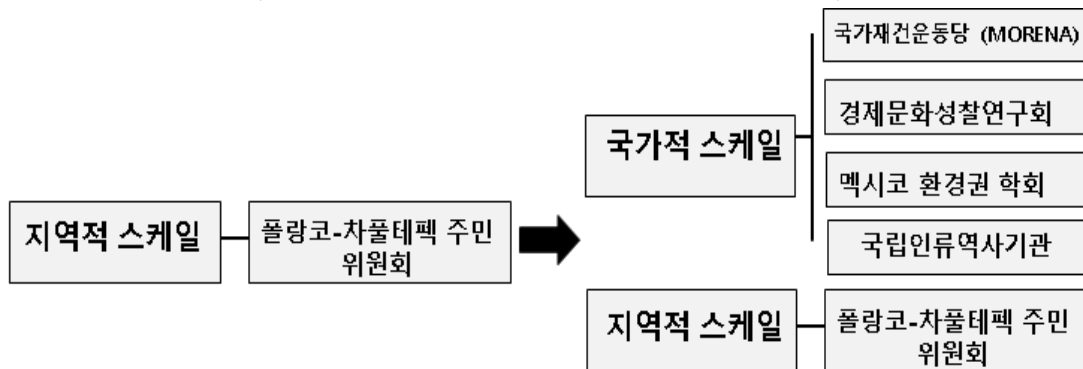 지역적 스케일
폴랑코-차풀테펙 주민
위원회
국가적 스케일
국가재건운동당 (MORENA)
경제문화성찰연구회
멕시코 환경권 학회
국립인류역사기관
지역적 스케일
폴랑코-차풀테펙 주민
위원회